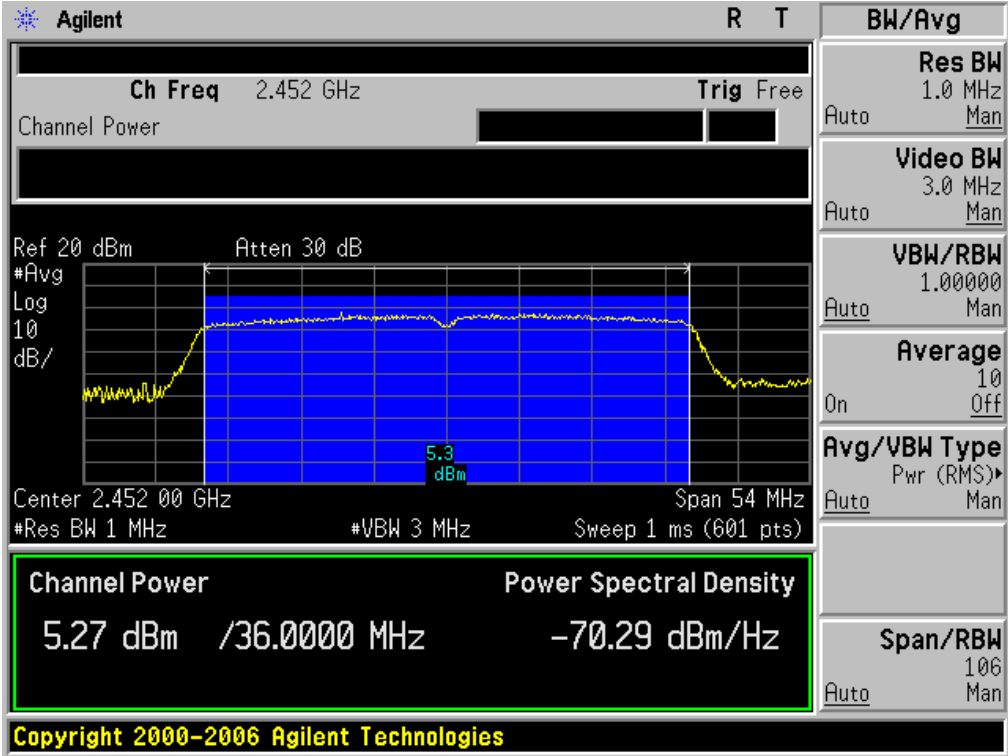 Agilent R T
Ch Freq 2.452 GHz Trig Free
Channel Power
Ref 20 dBm Atten 30 dB
#Avg
Log
10
dB/
5.3
dBm
Center 2.452 00 GHz Span 54 MHz
#Res BW 1 MHz #VBW 3 MHz Sweep 1 ms (601 pts)
Channel Power Power Spectral Density
5.27 dBm /36.0000 MHz -70.29 dBm/Hz
Copyright 2000-2006 Agilent Technologies
BW/Avg
Res BW
1.0 MHz
Auto Man
Video BW
3.0 MHz
Auto Man
VBW/RBW
1.00000
Auto Man
Average
10
On Off
Avg/VBW Type
Pwr (RMS)▸
Auto Man
Span/RBW
106
Auto Man